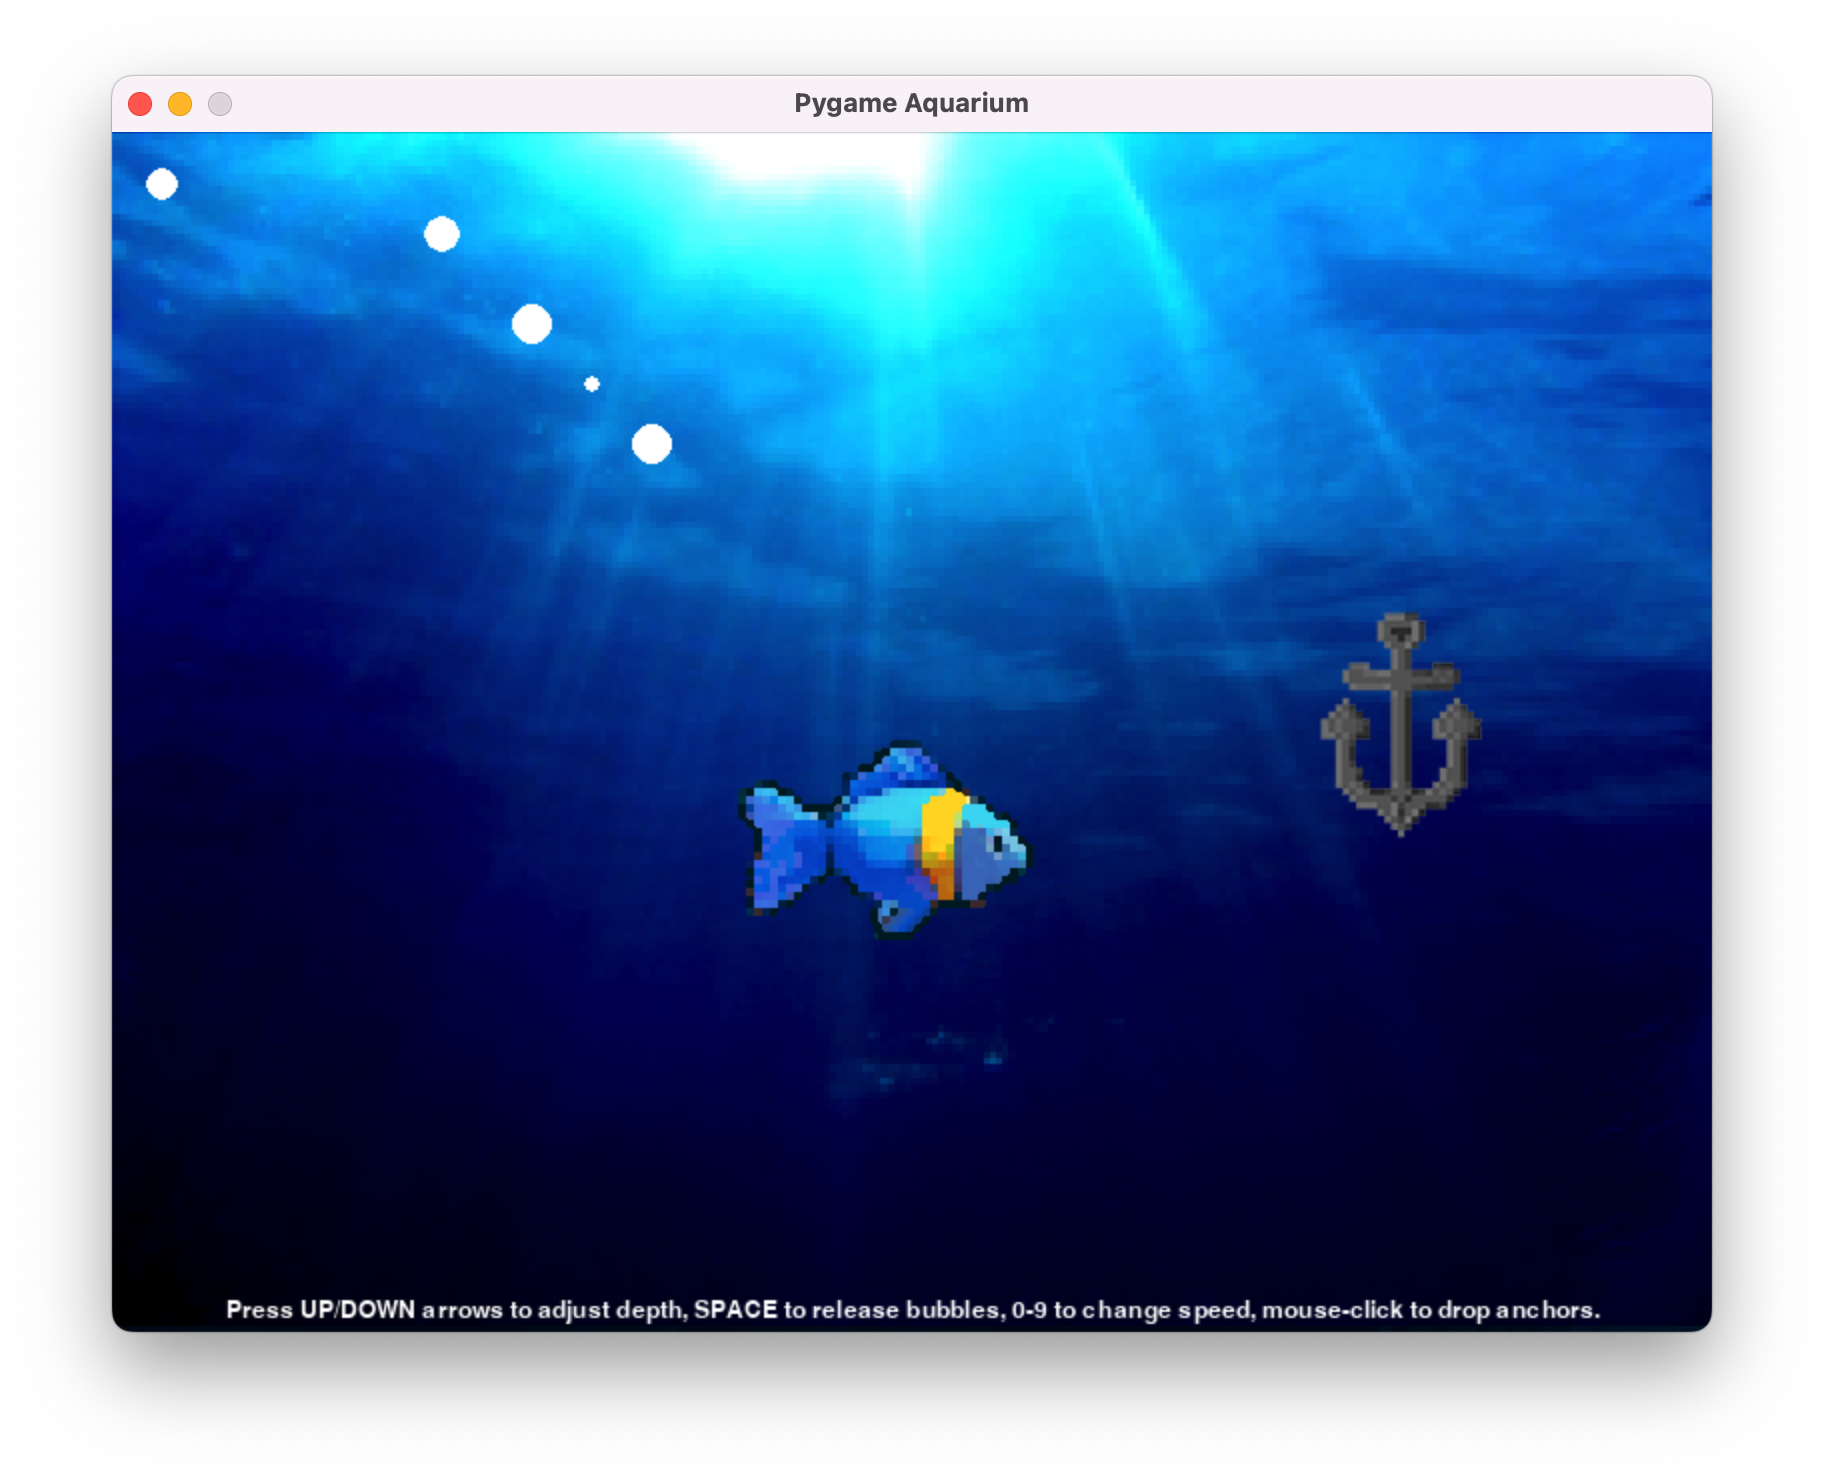 Pygame Aquarium
Press UP/DOWN arrows to adjust depth, SPACE to release bubbles, 0-9 to change speed, mouse-click to drop anchors.